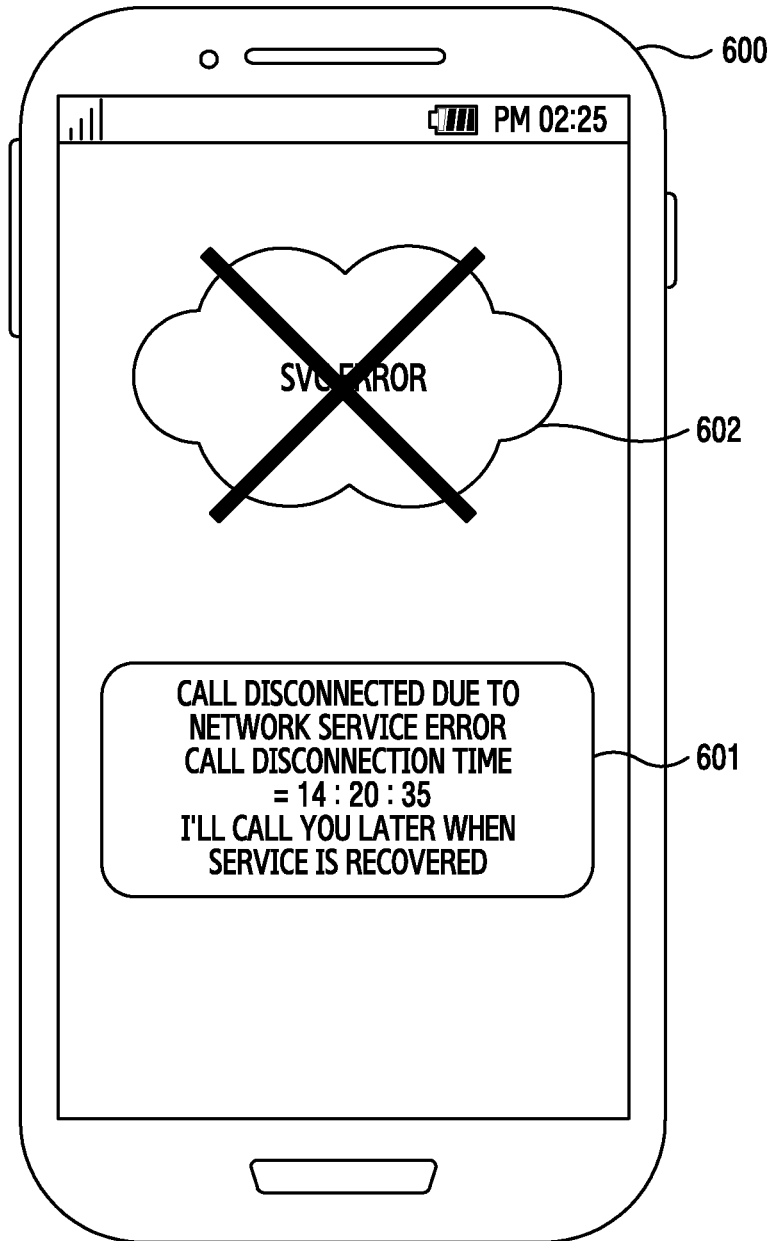 600
PM 02:25
SVC ERROR
602
CALL DISCONNECTED DUE TO
NETWORK SERVICE ERROR
CALL DISCONNECTION TIME
= 14 : 20 : 35
I'LL CALL YOU LATER WHEN
SERVICE IS RECOVERED
601